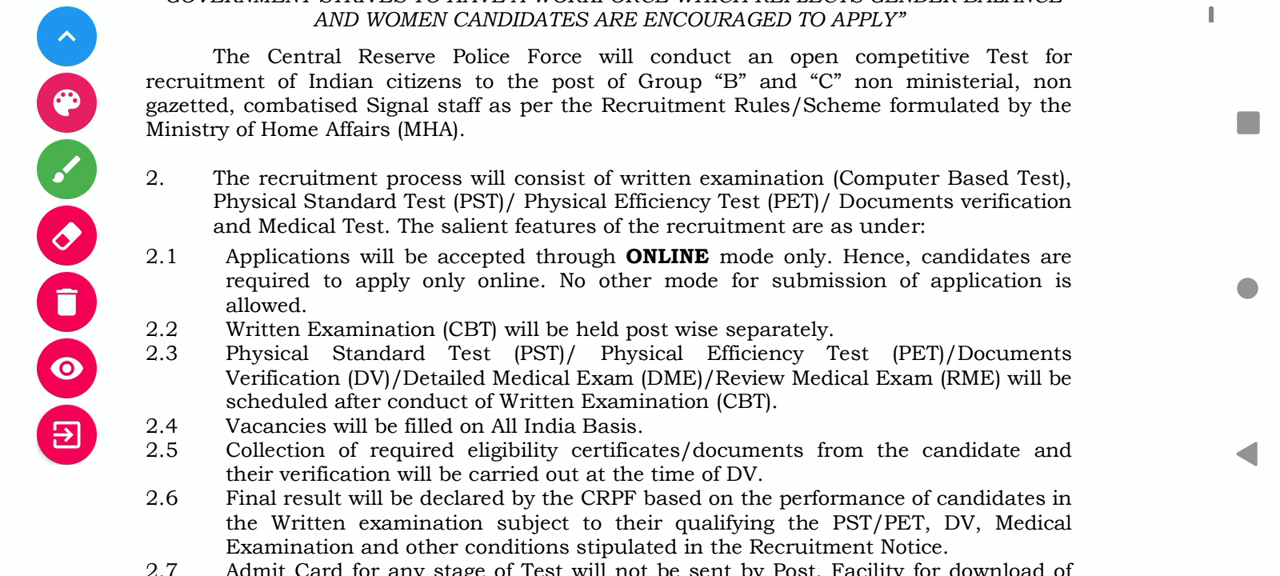 GOVERNMENT STRIVES TO HAVE A WORKFORCE WHICH REFLECTS GENDER BALANCE
AND WOMEN CANDIDATES ARE ENCOURAGED TO APPLY”
The Central Reserve Police Force will conduct an open competitive Test for
recruitment of Indian citizens to the post of Group “B” and “C” non ministerial, non
gazetted, combatised Signal staff as per the Recruitment Rules/Scheme formulated by the
Ministry of Home Affairs (MHA).
2. The recruitment process will consist of written examination (Computer Based Test),
Physical Standard Test (PST)/ Physical Efficiency Test (PET)/ Documents verification
and Medical Test. The salient features of the recruitment are as under:
2.1 Applications will be accepted through ONLINE mode only. Hence, candidates are
required to apply only online. No other mode for submission of application is
allowed.
2.2 Written Examination (CBT) will be held post wise separately.
2.3 Physical Standard Test (PST)/ Physical Efficiency Test (PET)/Documents
Verification (DV)/Detailed Medical Exam (DME)/Review Medical Exam (RME) will be
scheduled after conduct of Written Examination (CBT).
2.4 Vacancies will be filled on All India Basis.
2.5 Collection of required eligibility certificates/documents from the candidate and
their verification will be carried out at the time of DV.
2.6 Final result will be declared by the CRPF based on the performance of candidates in
the Written examination subject to their qualifying the PST/PET, DV, Medical
Examination and other conditions stipulated in the Recruitment Notice.
2.7 Admit Card for any stage of Test will not be sent by Post. Facility for download of